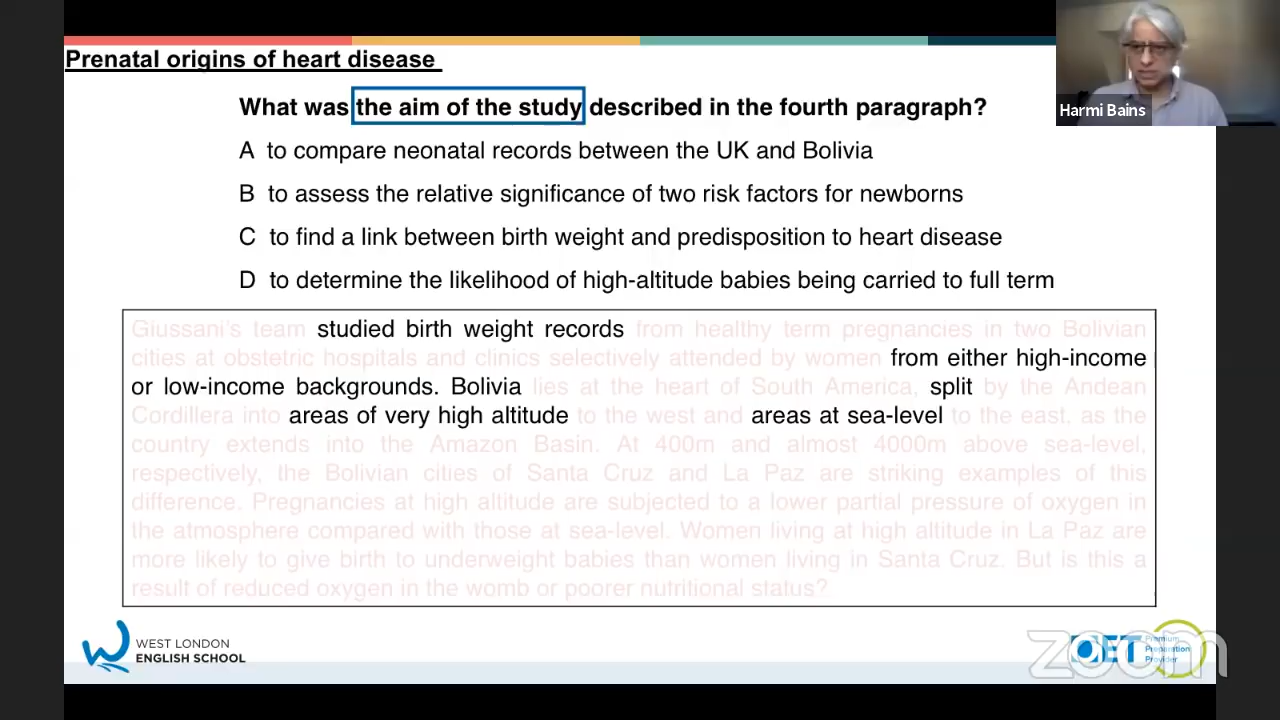 Prenatal origins of heart disease
Harmi Bains
What was the aim of the study described in the fourth paragraph?
A to compare neonatal records between the UK and Bolivia
B to assess the relative significance of two risk factors for newborns
C to find a link between birth weight and predisposition to heart disease
D to determine the likelihood of high-altitude babies being carried to full term
Giussani's team studied birth weight records from healthy term pregnancies in two Bolivian
cities at obstetric hospitals and clinics selectively attended by women from either high-income
or low-income backgrounds. Bolivia lies at the heart of South America, split by the Andean
Cordillera into areas of very high altitude to the west and areas at sea-level to the east, as the
country extends into the Amazon Basin. At 400m and almost 4000m above sea-level,
respectively, the Bolivian cities of Santa Cruz and La Paz are striking examples of this
difference. Pregnancies at high altitude are subjected to a lower partial pressure of oxygen in
the atmosphere compared with those at sea-level. Women living at high altitude in La Paz are
more likely to give birth to underweight babies than women living in Santa Cruz. But is this a
result of reduced oxygen in the womb or poorer nutritional status?
WEST LONDON
ENGLISH SCHOOL
OET
Premium
Preparation
Provider
zoom